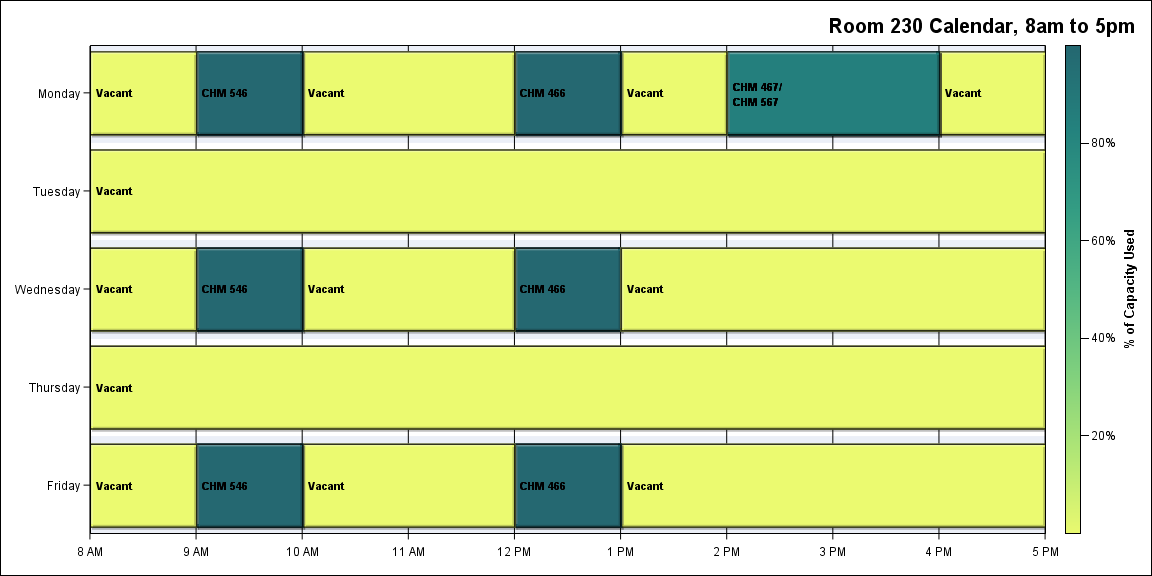 Room 230 Calendar, 8am to 5pm
Monday
Vacant
CHM 546
Vacant
CHM 466
Vacant
CHM 467/
CHM 567
Vacant
Tuesday
Vacant
Wednesday
Vacant
CHM 546
Vacant
CHM 466
Vacant
Thursday
Vacant
Friday
Vacant
CHM 546
Vacant
CHM 466
Vacant
8 AM
9 AM
10 AM
11 AM
12 PM
1 PM
2 PM
3 PM
4 PM
5 PM
80%
60%
40%
20%
% of Capacity Used